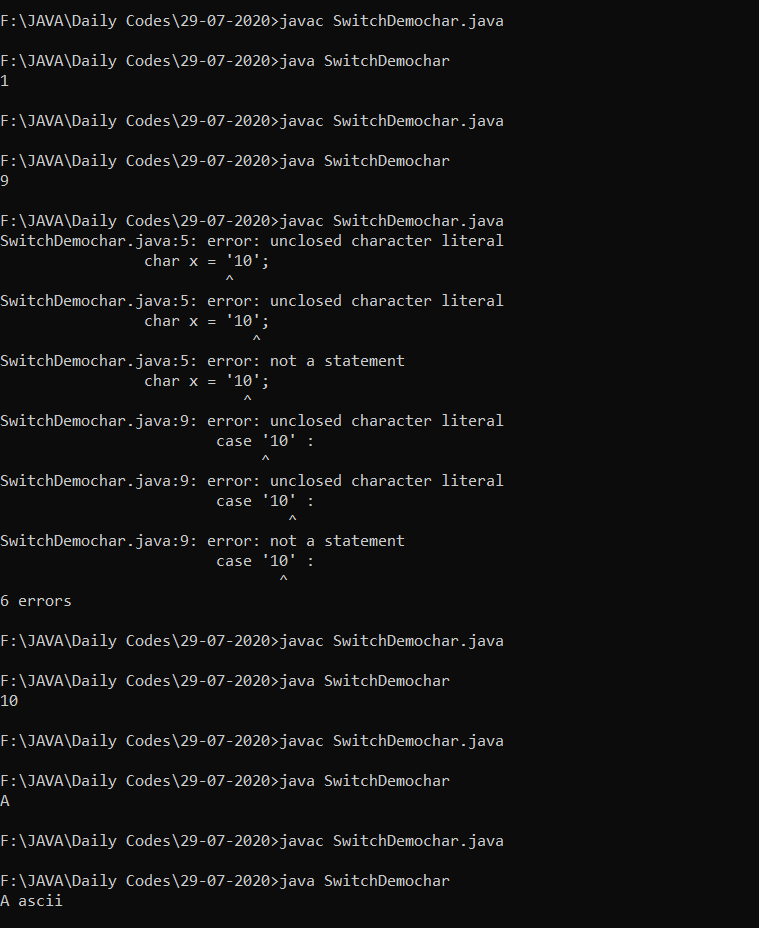 F:\JAVA\Daily Codes\29-07-2020>javac SwitchDemochar.java
F:\JAVA\Daily Codes\29-07-2020>java SwitchDemochar
1
F:\JAVA\Daily Codes\29-07-2020>javac SwitchDemochar.java
F:\JAVA\Daily Codes\29-07-2020>java SwitchDemochar
9
F:\JAVA\Daily Codes\29-07-2020>javac SwitchDemochar.java
SwitchDemochar.java:5: error: unclosed character literal
                char x = '10';
                         ^
SwitchDemochar.java:5: error: unclosed character literal
                char x = '10';
                            ^
SwitchDemochar.java:5: error: not a statement
                char x = '10';
                           ^
SwitchDemochar.java:9: error: unclosed character literal
                        case '10' :
                             ^
SwitchDemochar.java:9: error: unclosed character literal
                        case '10' :
                                ^
SwitchDemochar.java:9: error: not a statement
                        case '10' :
                               ^
6 errors
F:\JAVA\Daily Codes\29-07-2020>javac SwitchDemochar.java
F:\JAVA\Daily Codes\29-07-2020>java SwitchDemochar
10
F:\JAVA\Daily Codes\29-07-2020>javac SwitchDemochar.java
F:\JAVA\Daily Codes\29-07-2020>java SwitchDemochar
A
F:\JAVA\Daily Codes\29-07-2020>javac SwitchDemochar.java
F:\JAVA\Daily Codes\29-07-2020>java SwitchDemochar
A ascii